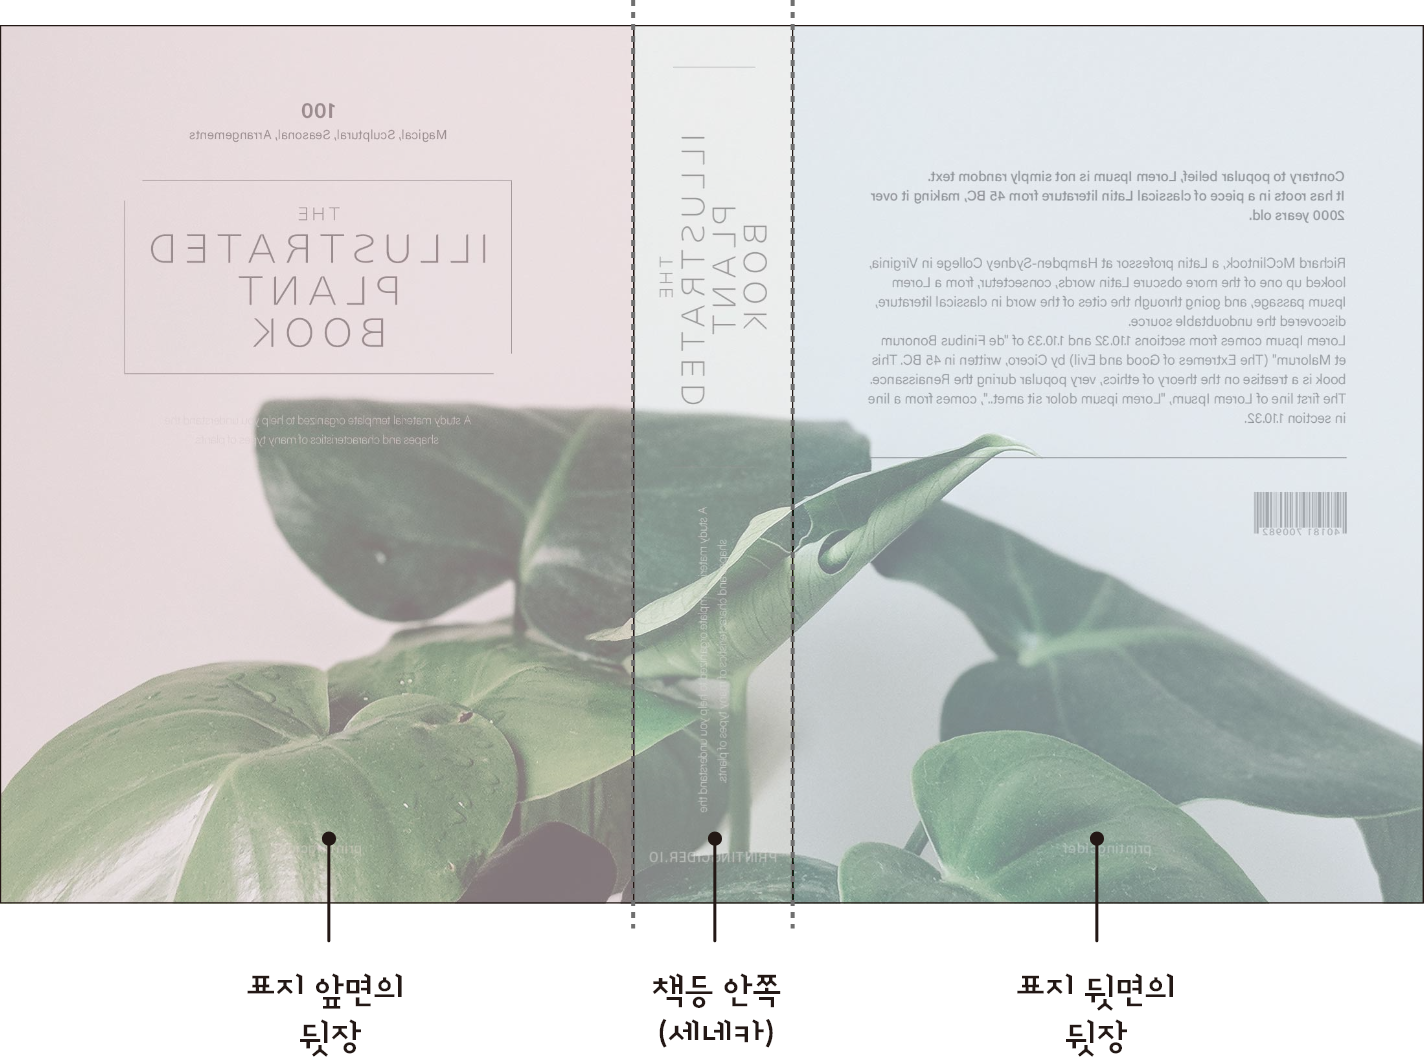 100
Magical, Sculptural, Seasonal, Arrangements
THE
ILLUSTRATED
PLANT
BOOK
A study material template organized to help you understand the
shapes and characteristics of many types of plants.
printingcider
THE
ILLUSTRATED
PLANT
BOOK
A study material template organized to help you understand the
shapes and characteristics of many types of plants.
PRINTINGCIDER.IO
Contrary to popular belief, Lorem Ipsum is not simply random text.
It has roots in a piece of classical Latin literature from 45 BC, making it over
2000 years old.
Richard McClintock, a Latin professor at Hampden-Sydney College in Virginia,
looked up one of the more obscure Latin words, consectetur, from a Lorem
Ipsum passage, and going through the cites of the word in classical literature,
discovered the undoubtable source.
Lorem Ipsum comes from sections 1.10.32 and 1.10.33 of "de Finibus Bonorum
et Malorum" (The Extremes of Good and Evil) by Cicero, written in 45 BC. This
book is a treatise on the theory of ethics, very popular during the Renaissance.
The first line of Lorem Ipsum, "Lorem ipsum dolor sit amet..", comes from a line
in section 1.10.32.
40181 700982
printingcider
표지 앞면의
뒷장
책등 안쪽
(세네카)
표지 뒷면의
뒷장